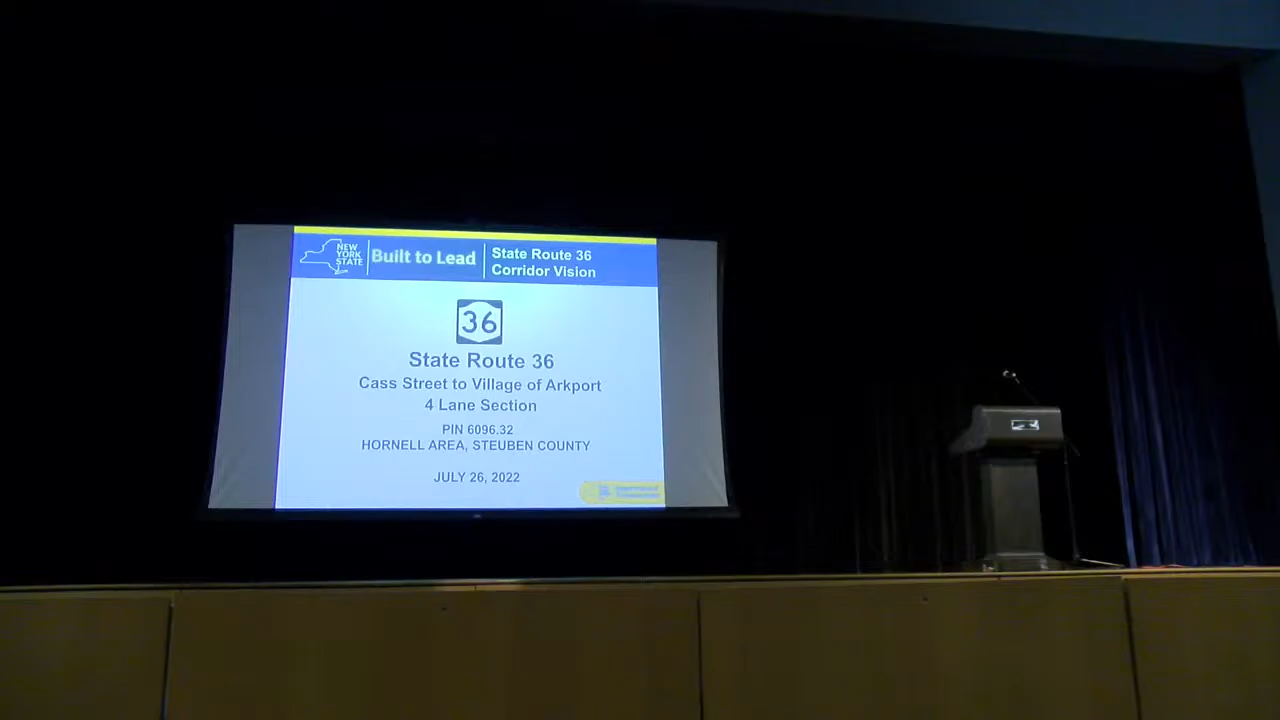 NEW
YORK
STATE
Built to Lead
State Route 36
Corridor Vision
36
State Route 36
Cass Street to Village of Arkport
4 Lane Section
PIN 6096.32
HORNELL AREA, STEUBEN COUNTY
JULY 26, 2022